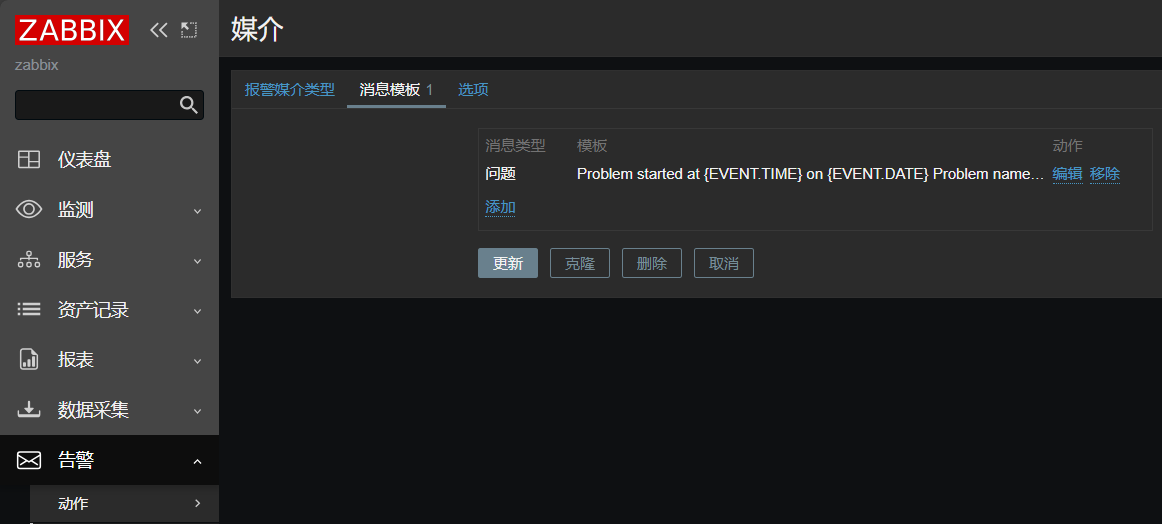 ZABBIX
zabbix
仪表盘
监测
服务
资产记录
报表
数据采集
告警
动作
媒介
报警媒介类型 消息模板 1 选项
消息类型 模板 动作
问题 Problem started at {EVENT.TIME} on {EVENT.DATE} Problem name... 编辑 移除
添加
更新 克隆 删除 取消